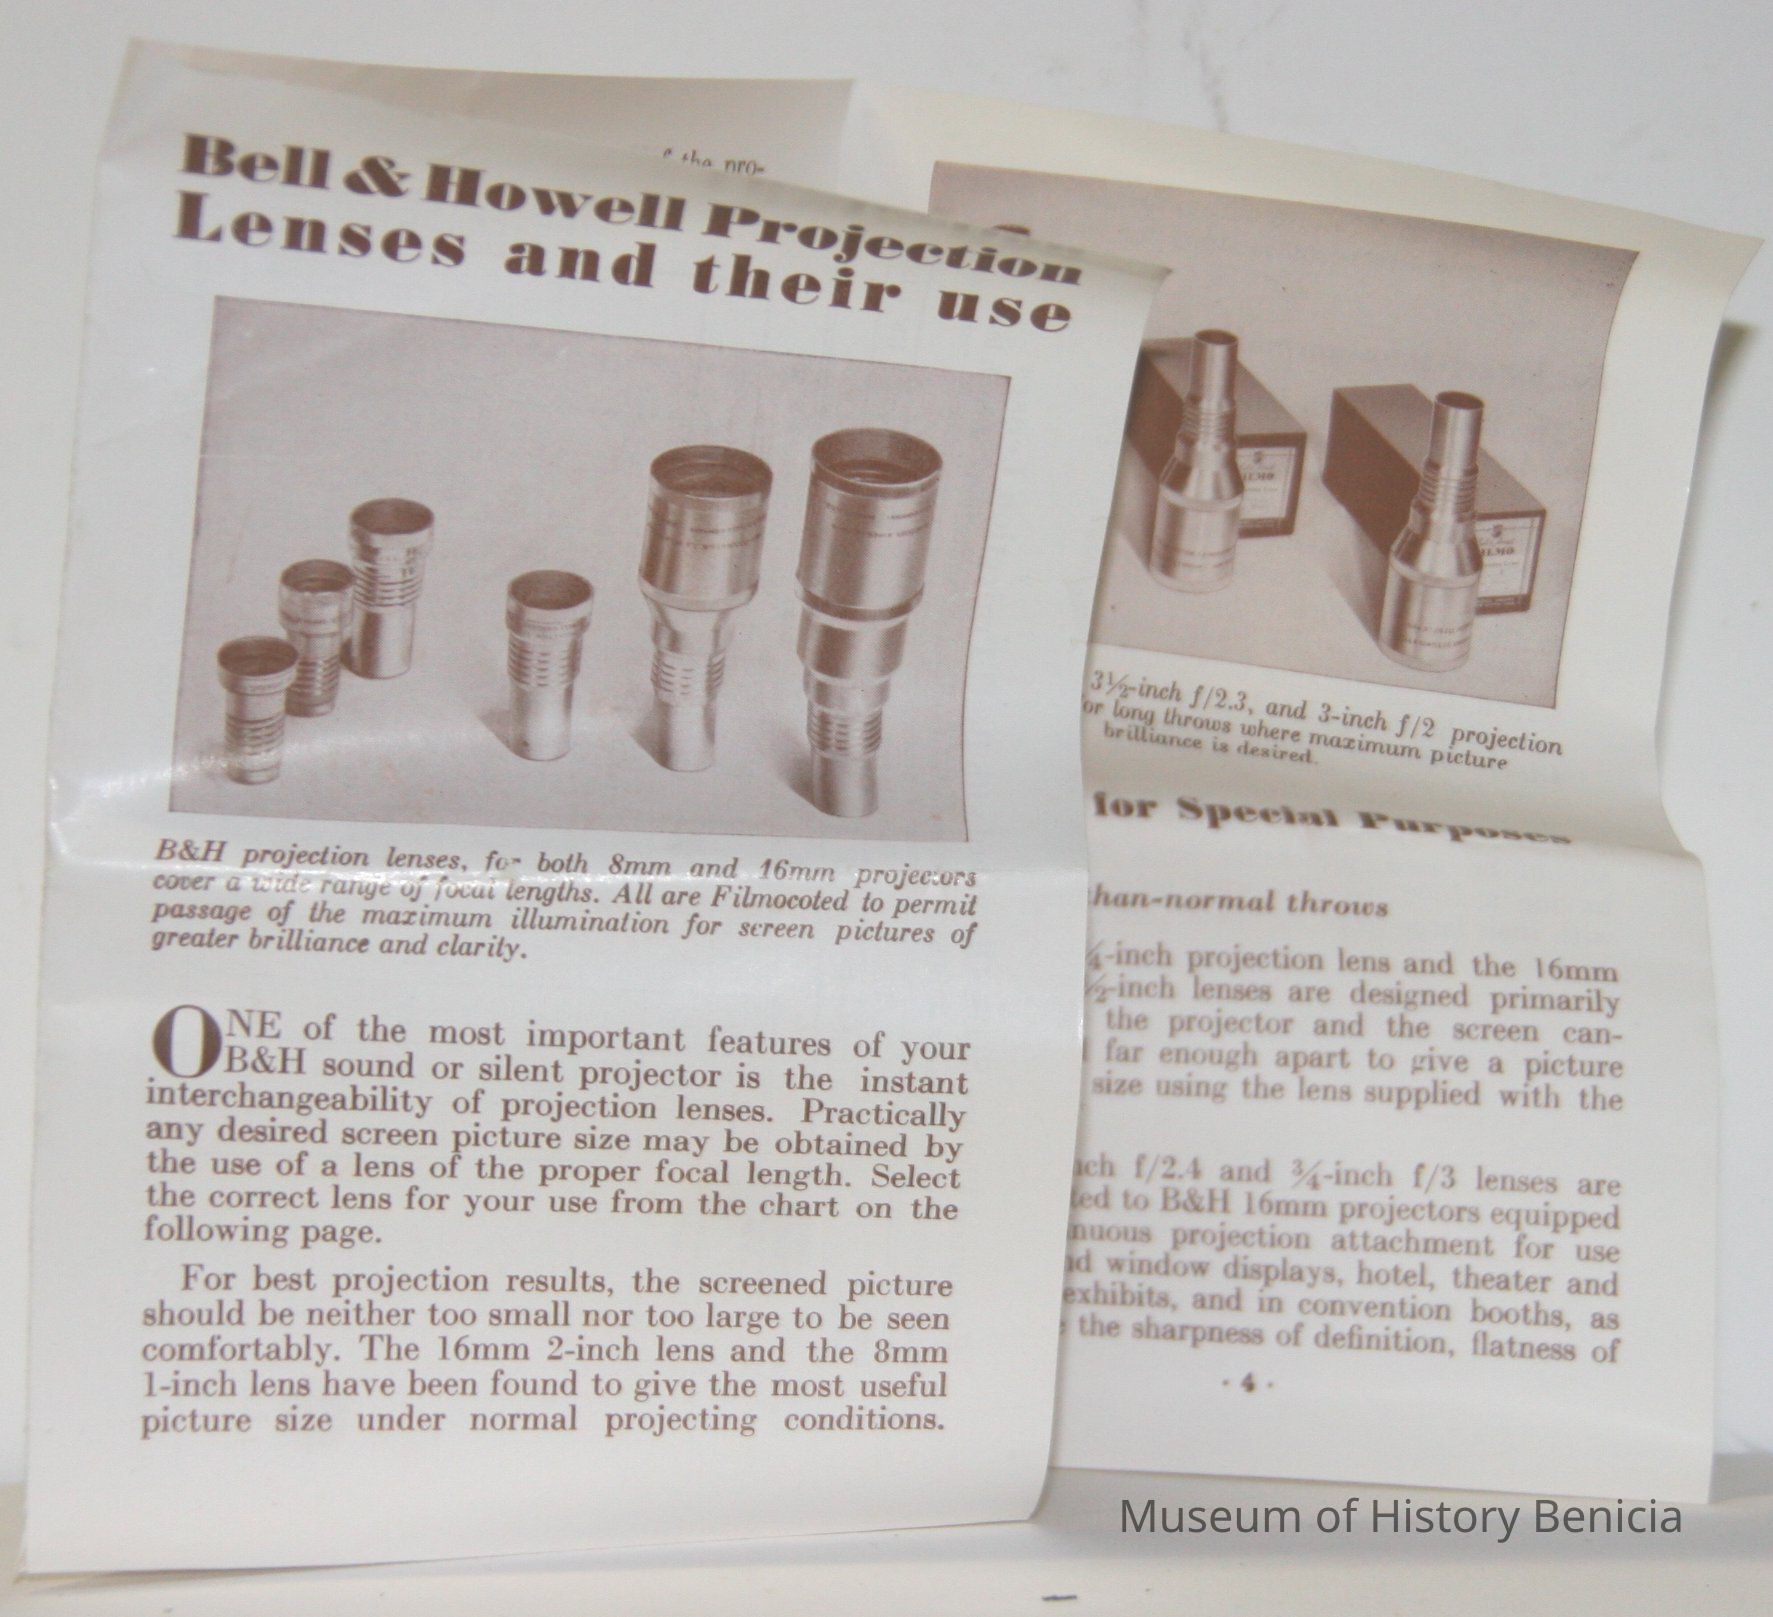 Bell & Howell Projection
Lenses and their use
B&H projection lenses, for both 8mm and 16mm projectors
cover a wide range of focal lengths. All are Filmocoted to permit
passage of the maximum illumination for screen pictures of
greater brilliance and clarity.
ONE of the most important features of your
B&H sound or silent projector is the instant
interchangeability of projection lenses. Practically
any desired screen picture size may be obtained by
the use of a lens of the proper focal length. Select
the correct lens for your use from the chart on the
following page.
For best projection results, the screened picture
should be neither too small nor too large to be seen
comfortably. The 16mm 2-inch lens and the 8mm
1-inch lens have been found to give the most useful
picture size under normal projecting conditions.
the pro-
3½-inch f/2.3, and 3-inch f/2 projection
or long throws where maximum picture
brilliance is desired.
for Special Purposes
han-normal throws
-inch projection lens and the 16mm
½-inch lenses are designed primarily
the projector and the screen can-
far enough apart to give a picture
size using the lens supplied with the
f/2.4 and ¾-inch f/3 lenses are
ed to B&H 16mm projectors equipped
nuous projection attachment for use
window displays, hotel, theater and
exhibits, and in convention booths, as
the sharpness of definition, flatness of
· 4 ·
Museum of History Benicia